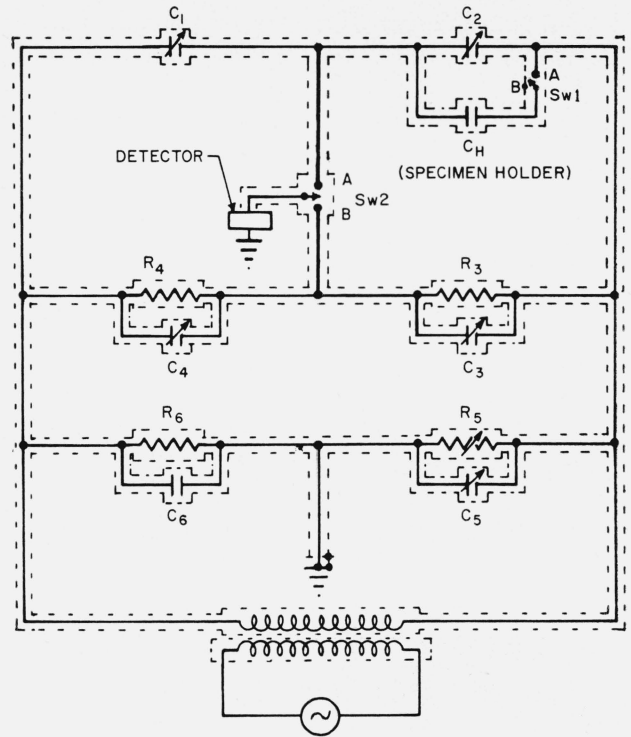 C1 C2
A
B
Sw1
CH
DETECTOR A
(SPECIMEN HOLDER)
Sw2
B
R4 R3
C4 C3
R6 R5
C6 C5